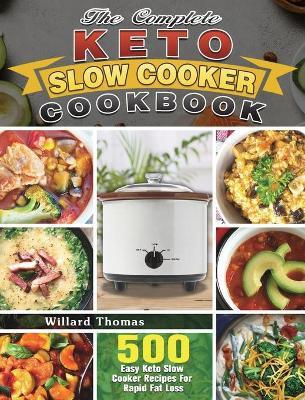 The Complete
KETO
SLOW COOKER
COOKBOOK
Willard Thomas
500
Easy Keto Slow
Cooker Recipes For
Rapid Fat Loss